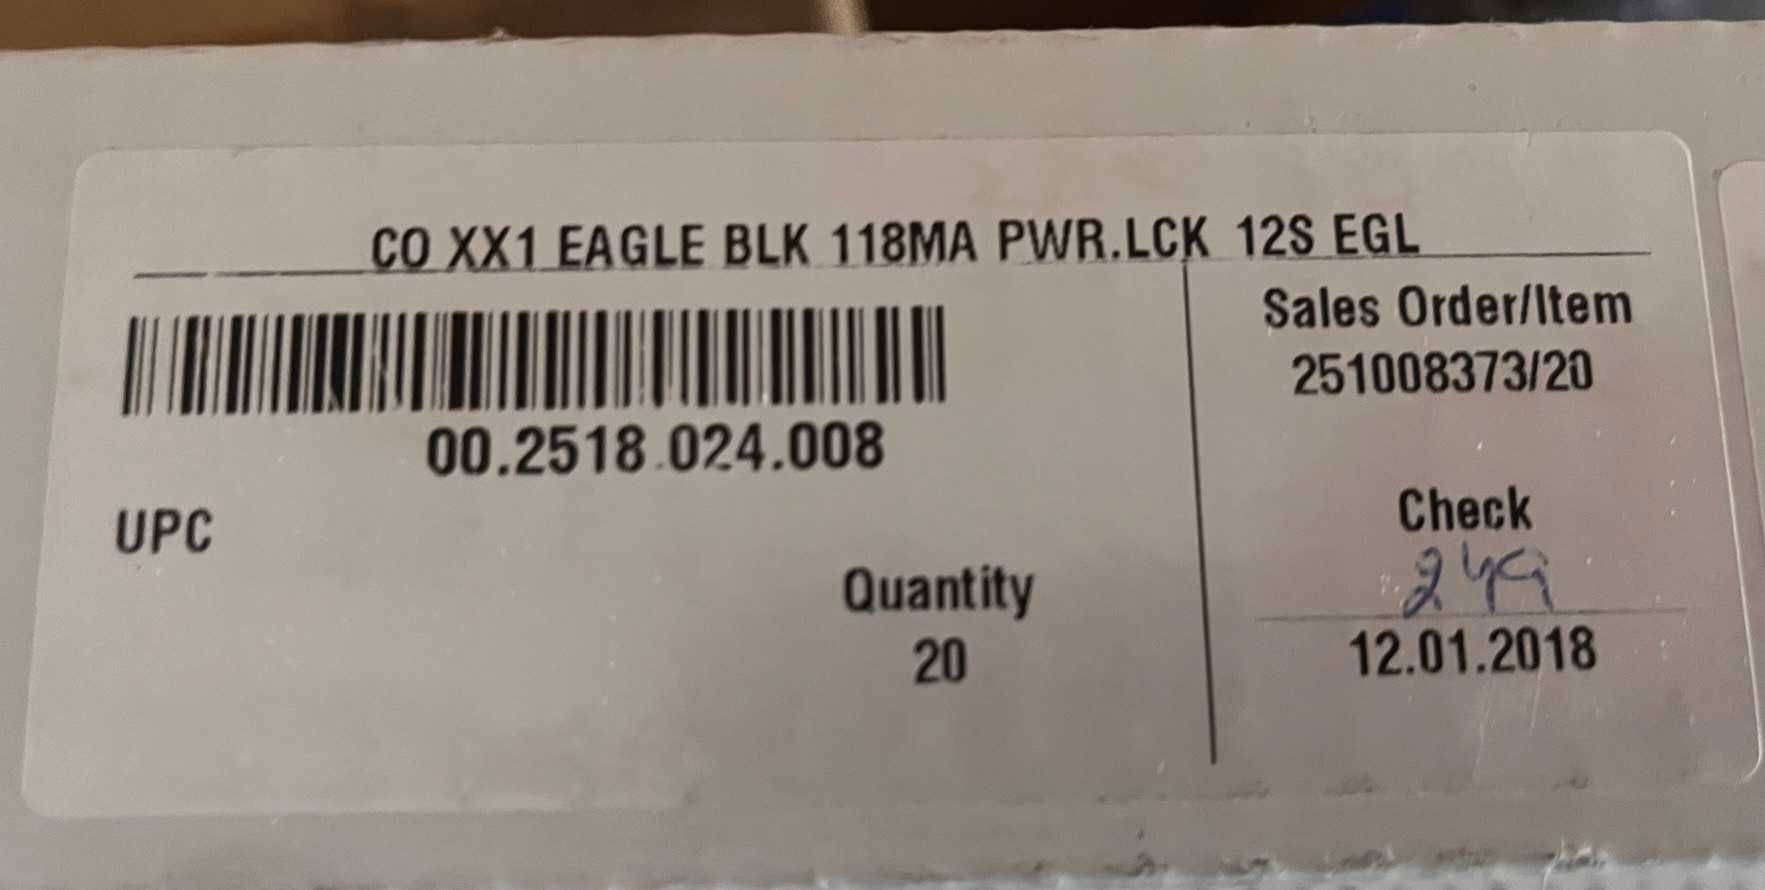 CO XX1 EAGLE BLK 118MA PWR.LCK 12S EGL
00.2518.024.008
UPC
Quantity
20
Sales Order/Item
251008373/20
Check
12.01.2018